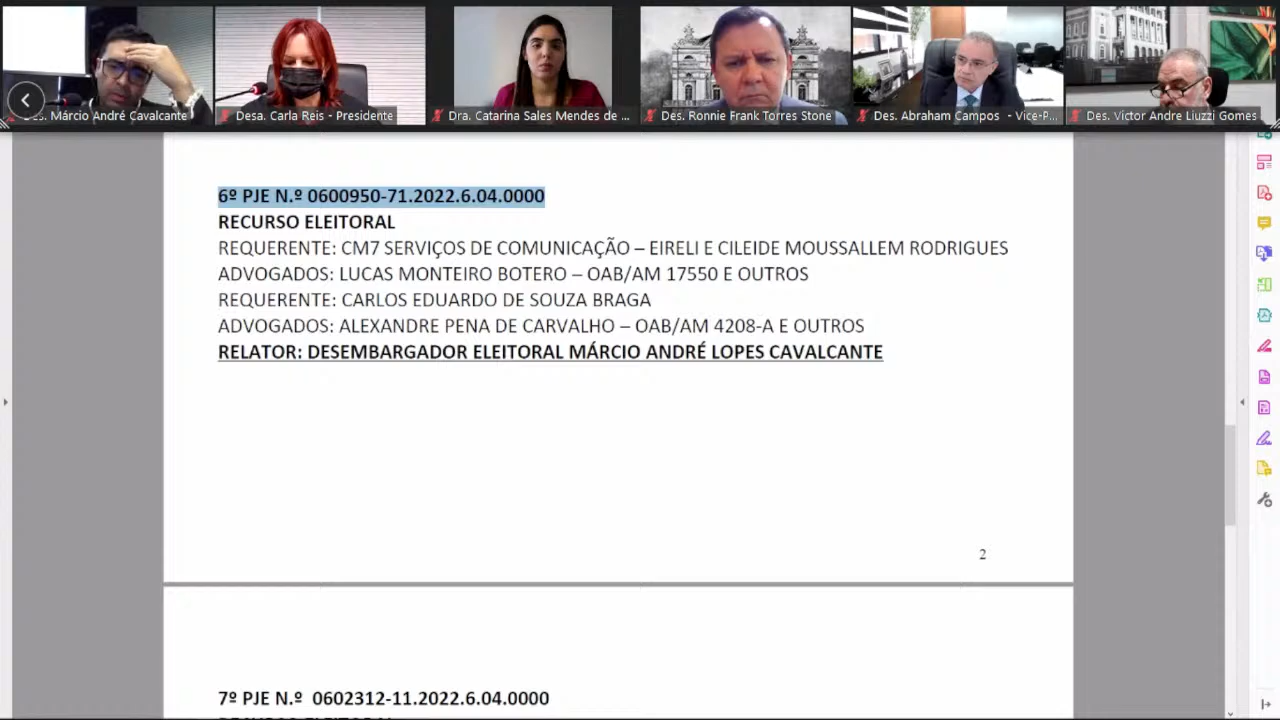 Des. Márcio André Cavalcante
Desa. Carla Reis - Presidente
Dra. Catarina Sales Mendes de ...
Des. Ronnie Frank Torres Stone
Des. Abraham Campos - Vice-P...
Des. Victor Andre Liuzzi Gomes
6º PJE N.º 0600950-71.2022.6.04.0000
RECURSO ELEITORAL
REQUERENTE: CM7 SERVIÇOS DE COMUNICAÇÃO – EIRELI E CILEIDE MOUSSALLEM RODRIGUES
ADVOGADOS: LUCAS MONTEIRO BOTERO – OAB/AM 17550 E OUTROS
REQUERENTE: CARLOS EDUARDO DE SOUZA BRAGA
ADVOGADOS: ALEXANDRE PENA DE CARVALHO – OAB/AM 4208-A E OUTROS
RELATOR: DESEMBARGADOR ELEITORAL MÁRCIO ANDRÉ LOPES CAVALCANTE
2
7º PJE N.º 0602312-11.2022.6.04.0000